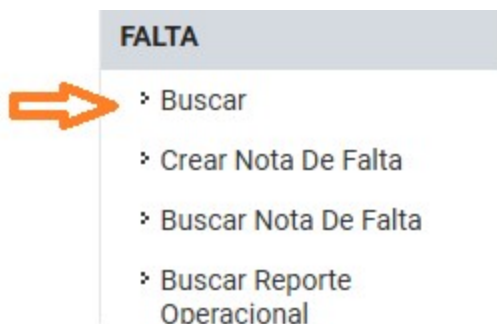 FALTA
Buscar
Crear Nota De Falta
Buscar Nota De Falta
Buscar Reporte
Operacional